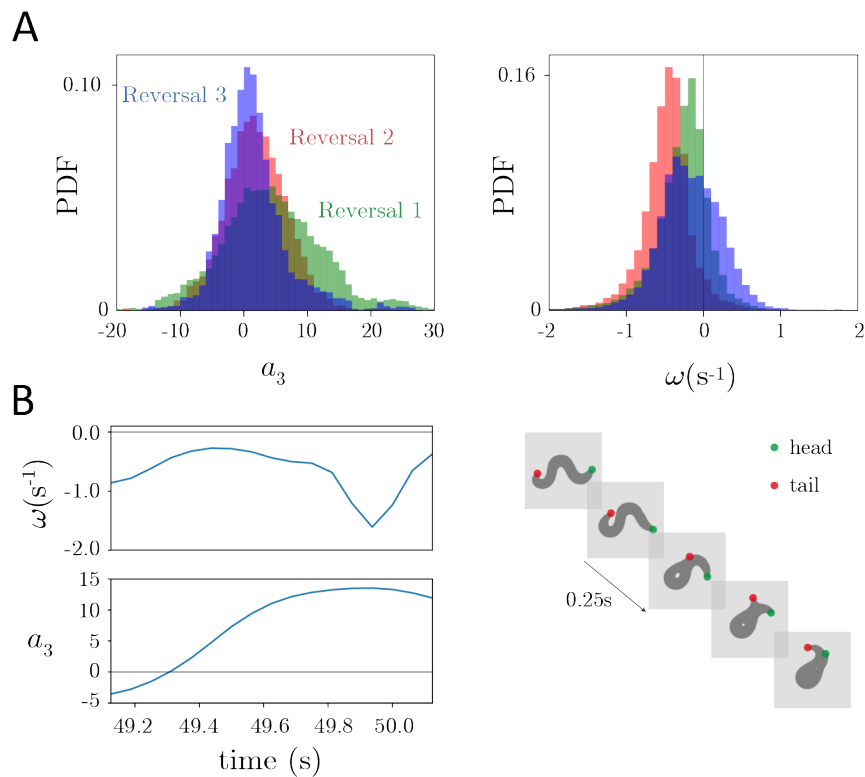 A
PDF
0.10
0
Reversal 3
Reversal 2
Reversal 1
-20
-10
0
10
20
30
a₃
PDF
0.16
0
-2
-1
0
1
2
ω(s⁻¹)
B
ω(s⁻¹)
0.0
-1.0
-2.0
a₃
15
10
5
0
-5
49.2
49.4
49.6
49.8
50.0
time (s)
head
tail
0.25s